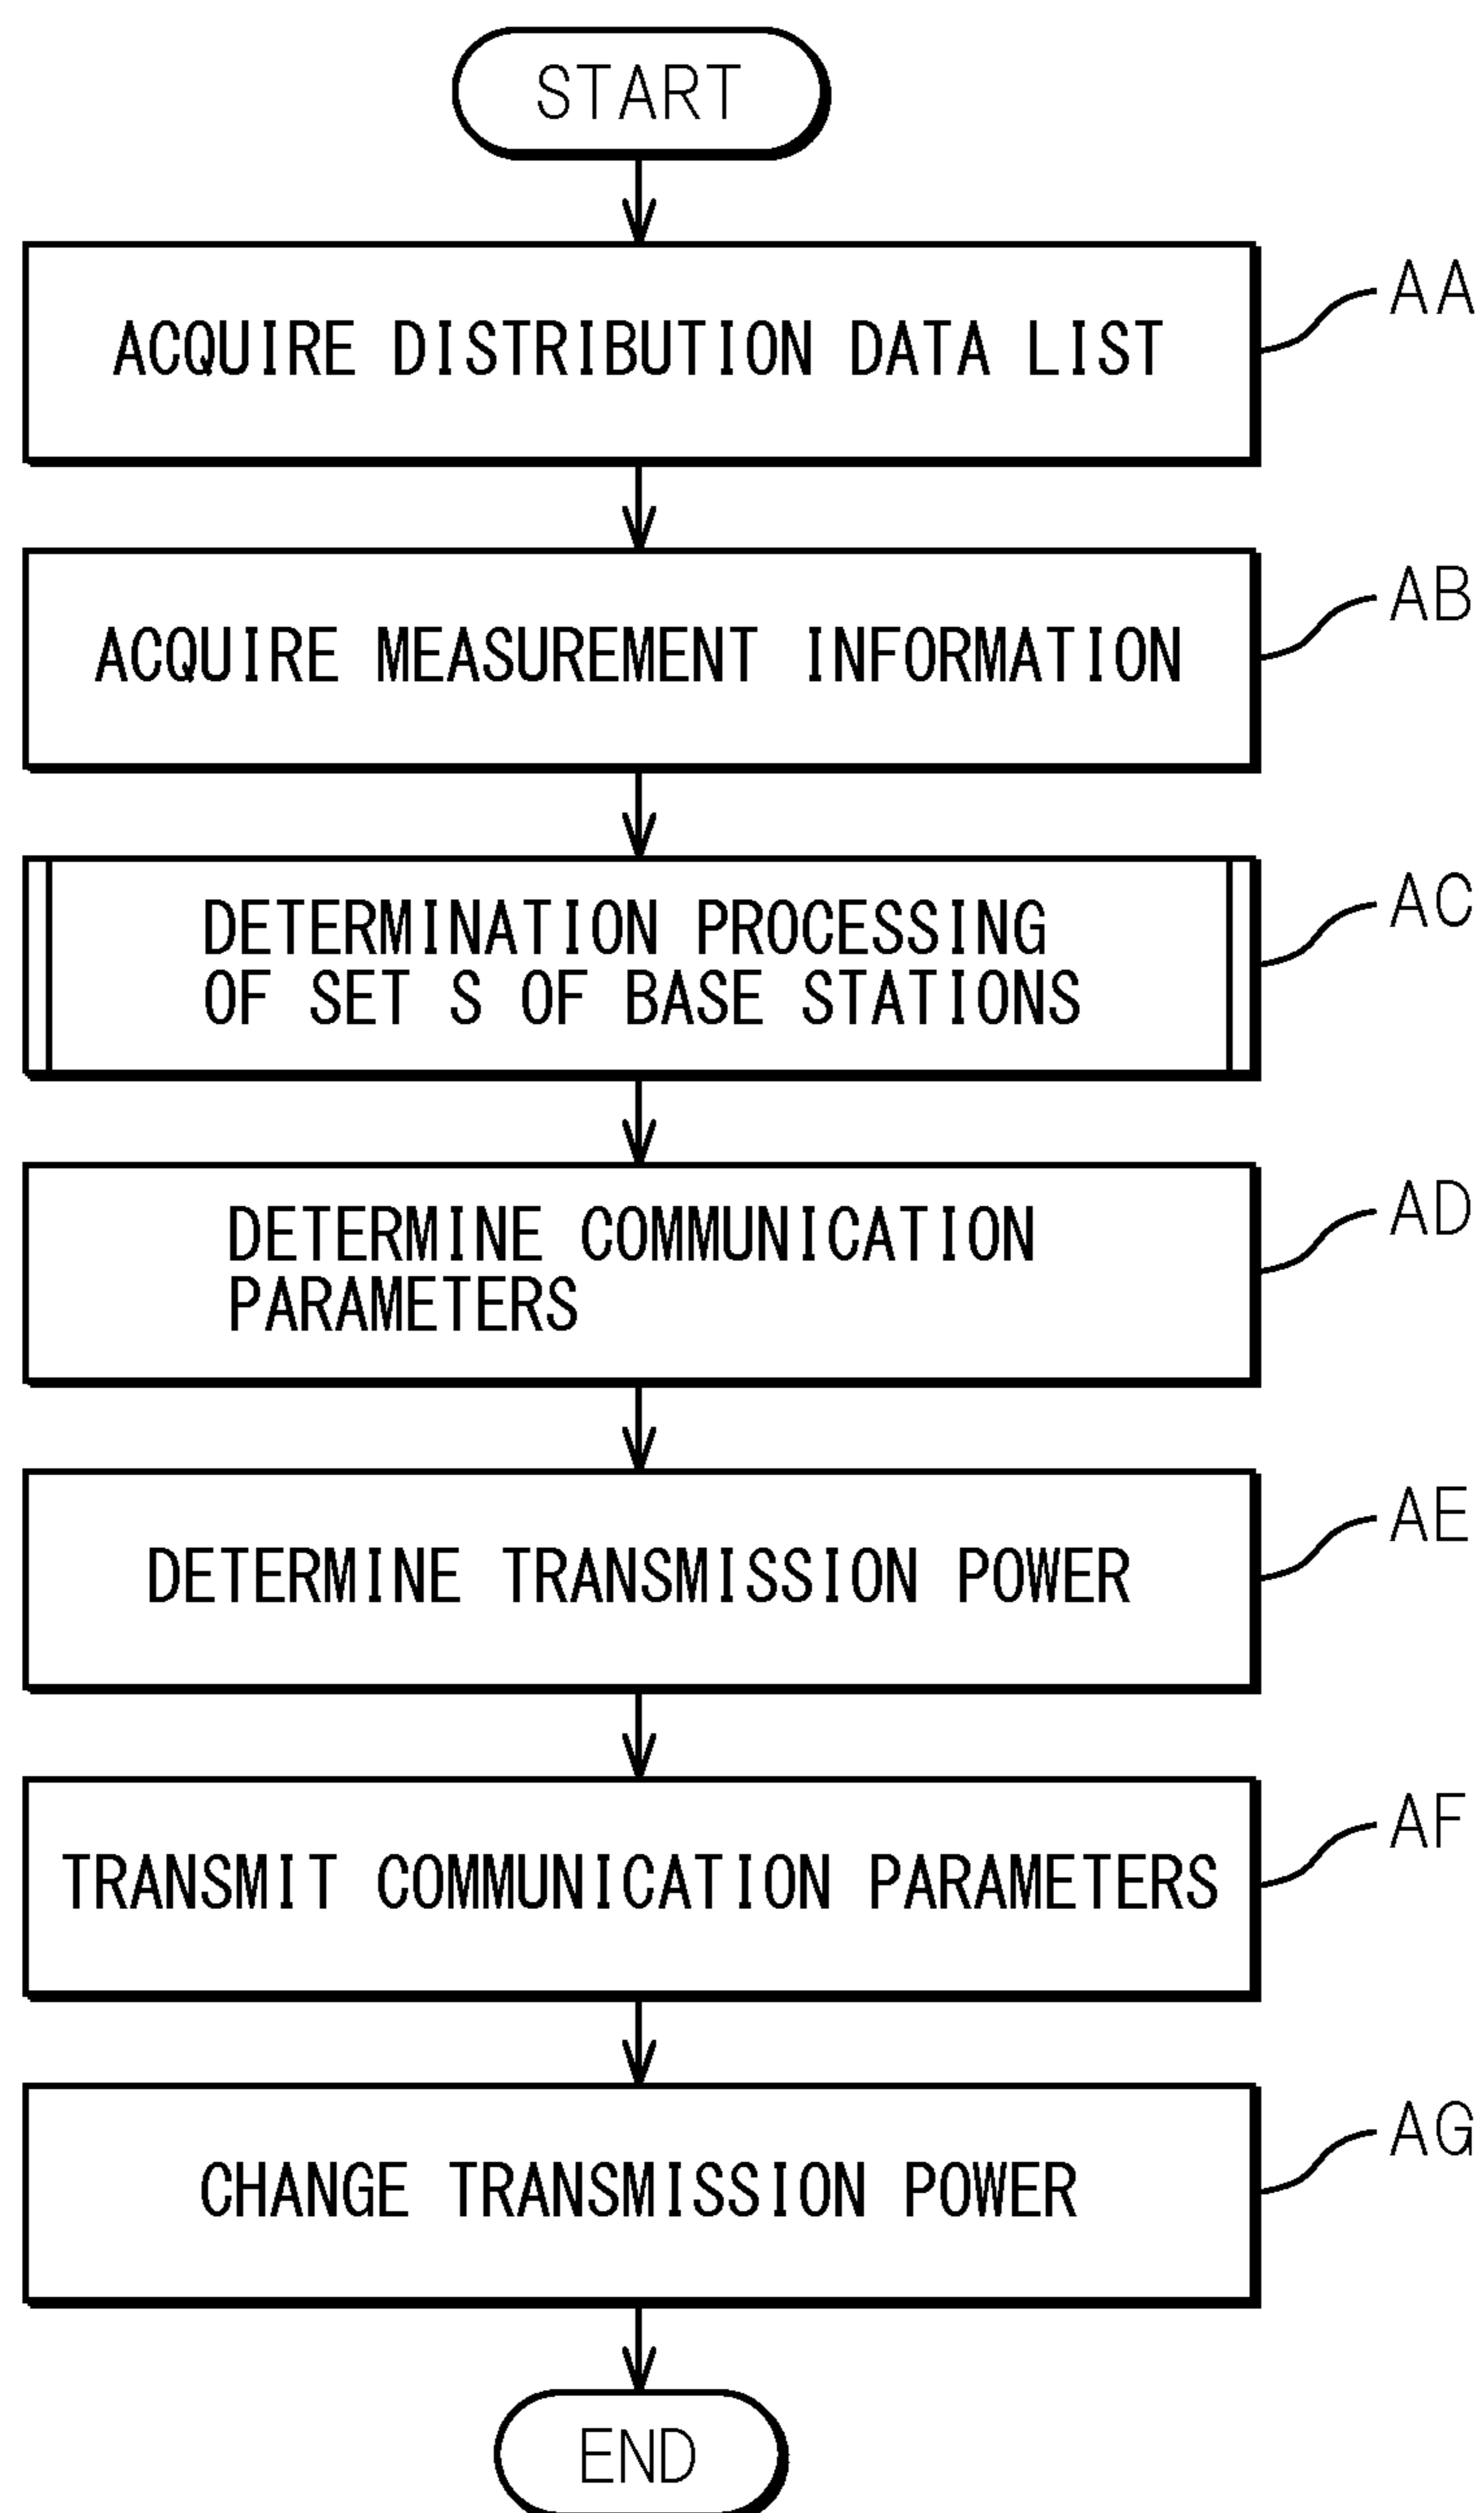 START
ACQUIRE DISTRIBUTION DATA LIST
AA
ACQUIRE MEASUREMENT INFORMATION
AB
DETERMINATION PROCESSING
OF SET S OF BASE STATIONS
AC
DETERMINE COMMUNICATION
PARAMETERS
AD
DETERMINE TRANSMISSION POWER
AE
TRANSMIT COMMUNICATION PARAMETERS
AF
CHANGE TRANSMISSION POWER
AG
END